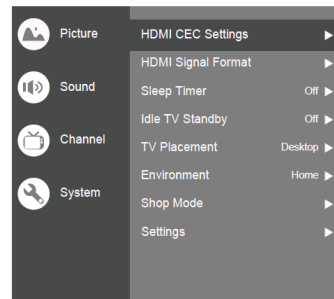 Picture
Sound
Channel
System
HDMI CEC Settings
HDMI Signal Format
Sleep Timer Off
Idle TV Standby Off
TV Placement Desktop
Environment Home
Shop Mode
Settings